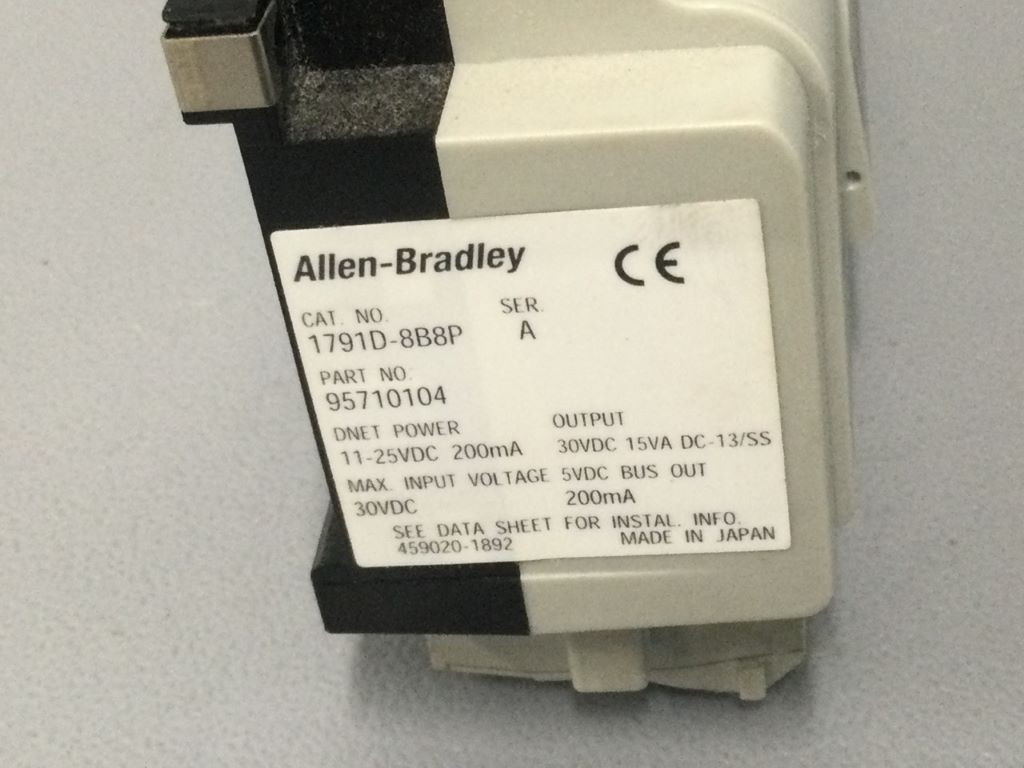 Allen-Bradley CE
CAT. NO. SER.
1791D-8B8P A
PART NO.
95710104
DNET POWER OUTPUT
11-25VDC 200mA 30VDC 15VA DC-13/SS
MAX. INPUT VOLTAGE 5VDC BUS OUT
30VDC 200mA
SEE DATA SHEET FOR INSTAL. INFO.
459020-1892 MADE IN JAPAN